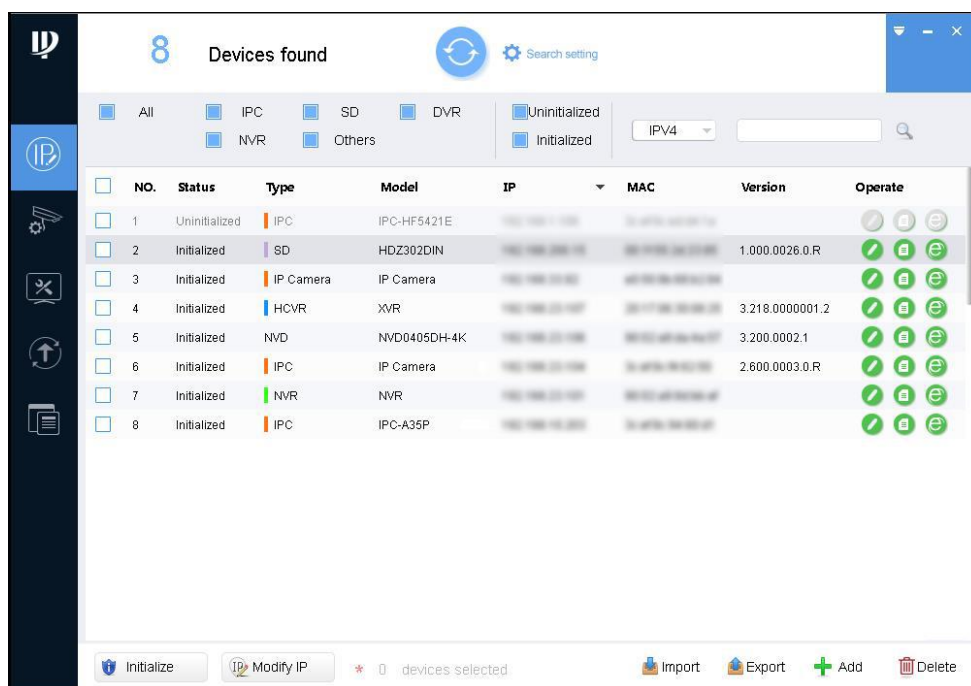 8 Devices found Search setting
All IPC SD DVR Uninitialized
NVR Others Initialized IPV4
NO. Status Type Model IP MAC Version Operate
1 Uninitialized IPC IPC-HF5421E
2 Initialized SD HDZ302DIN 1.000.0026.0.R
3 Initialized IP Camera IP Camera
4 Initialized HCVR XVR 3.218.0000001.2
5 Initialized NVD NVD0405DH-4K 3.200.0002.1
6 Initialized IPC IP Camera 2.600.0003.0.R
7 Initialized NVR NVR
8 Initialized IPC IPC-A35P
Initialize IP Modify IP * 0 devices selected Import Export Add Delete